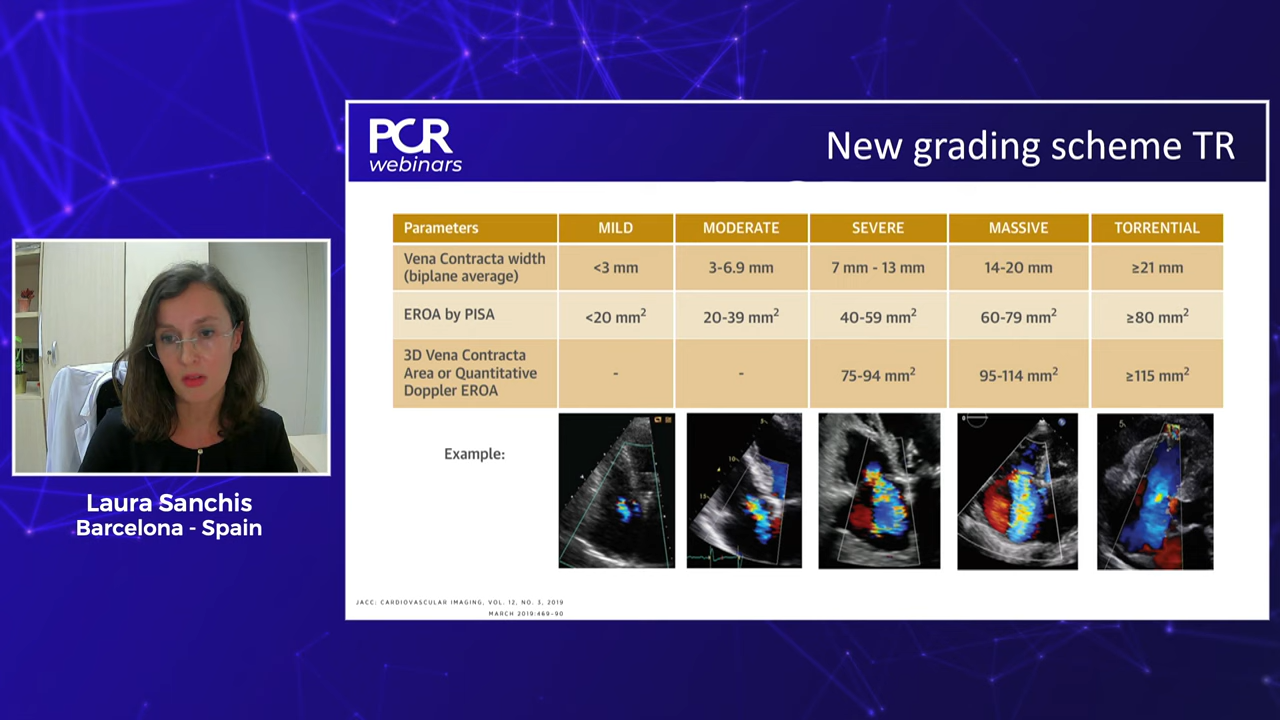 PCR
webinars
New grading scheme TR
Parameters MILD MODERATE SEVERE MASSIVE TORRENTIAL
Vena Contracta width
(biplane average) <3 mm 3-6.9 mm 7 mm - 13 mm 14-20 mm ≥21 mm
EROA by PISA <20 mm² 20-39 mm² 40-59 mm² 60-79 mm² ≥80 mm²
3D Vena Contracta
Area or Quantitative
Doppler EROA - - 75-94 mm² 95-114 mm² ≥115 mm²
Example:
JACC: CARDIOVASCULAR IMAGING, VOL. 12, NO. 3, 2019
MARCH 2019:469-90
Laura Sanchis
Barcelona - Spain